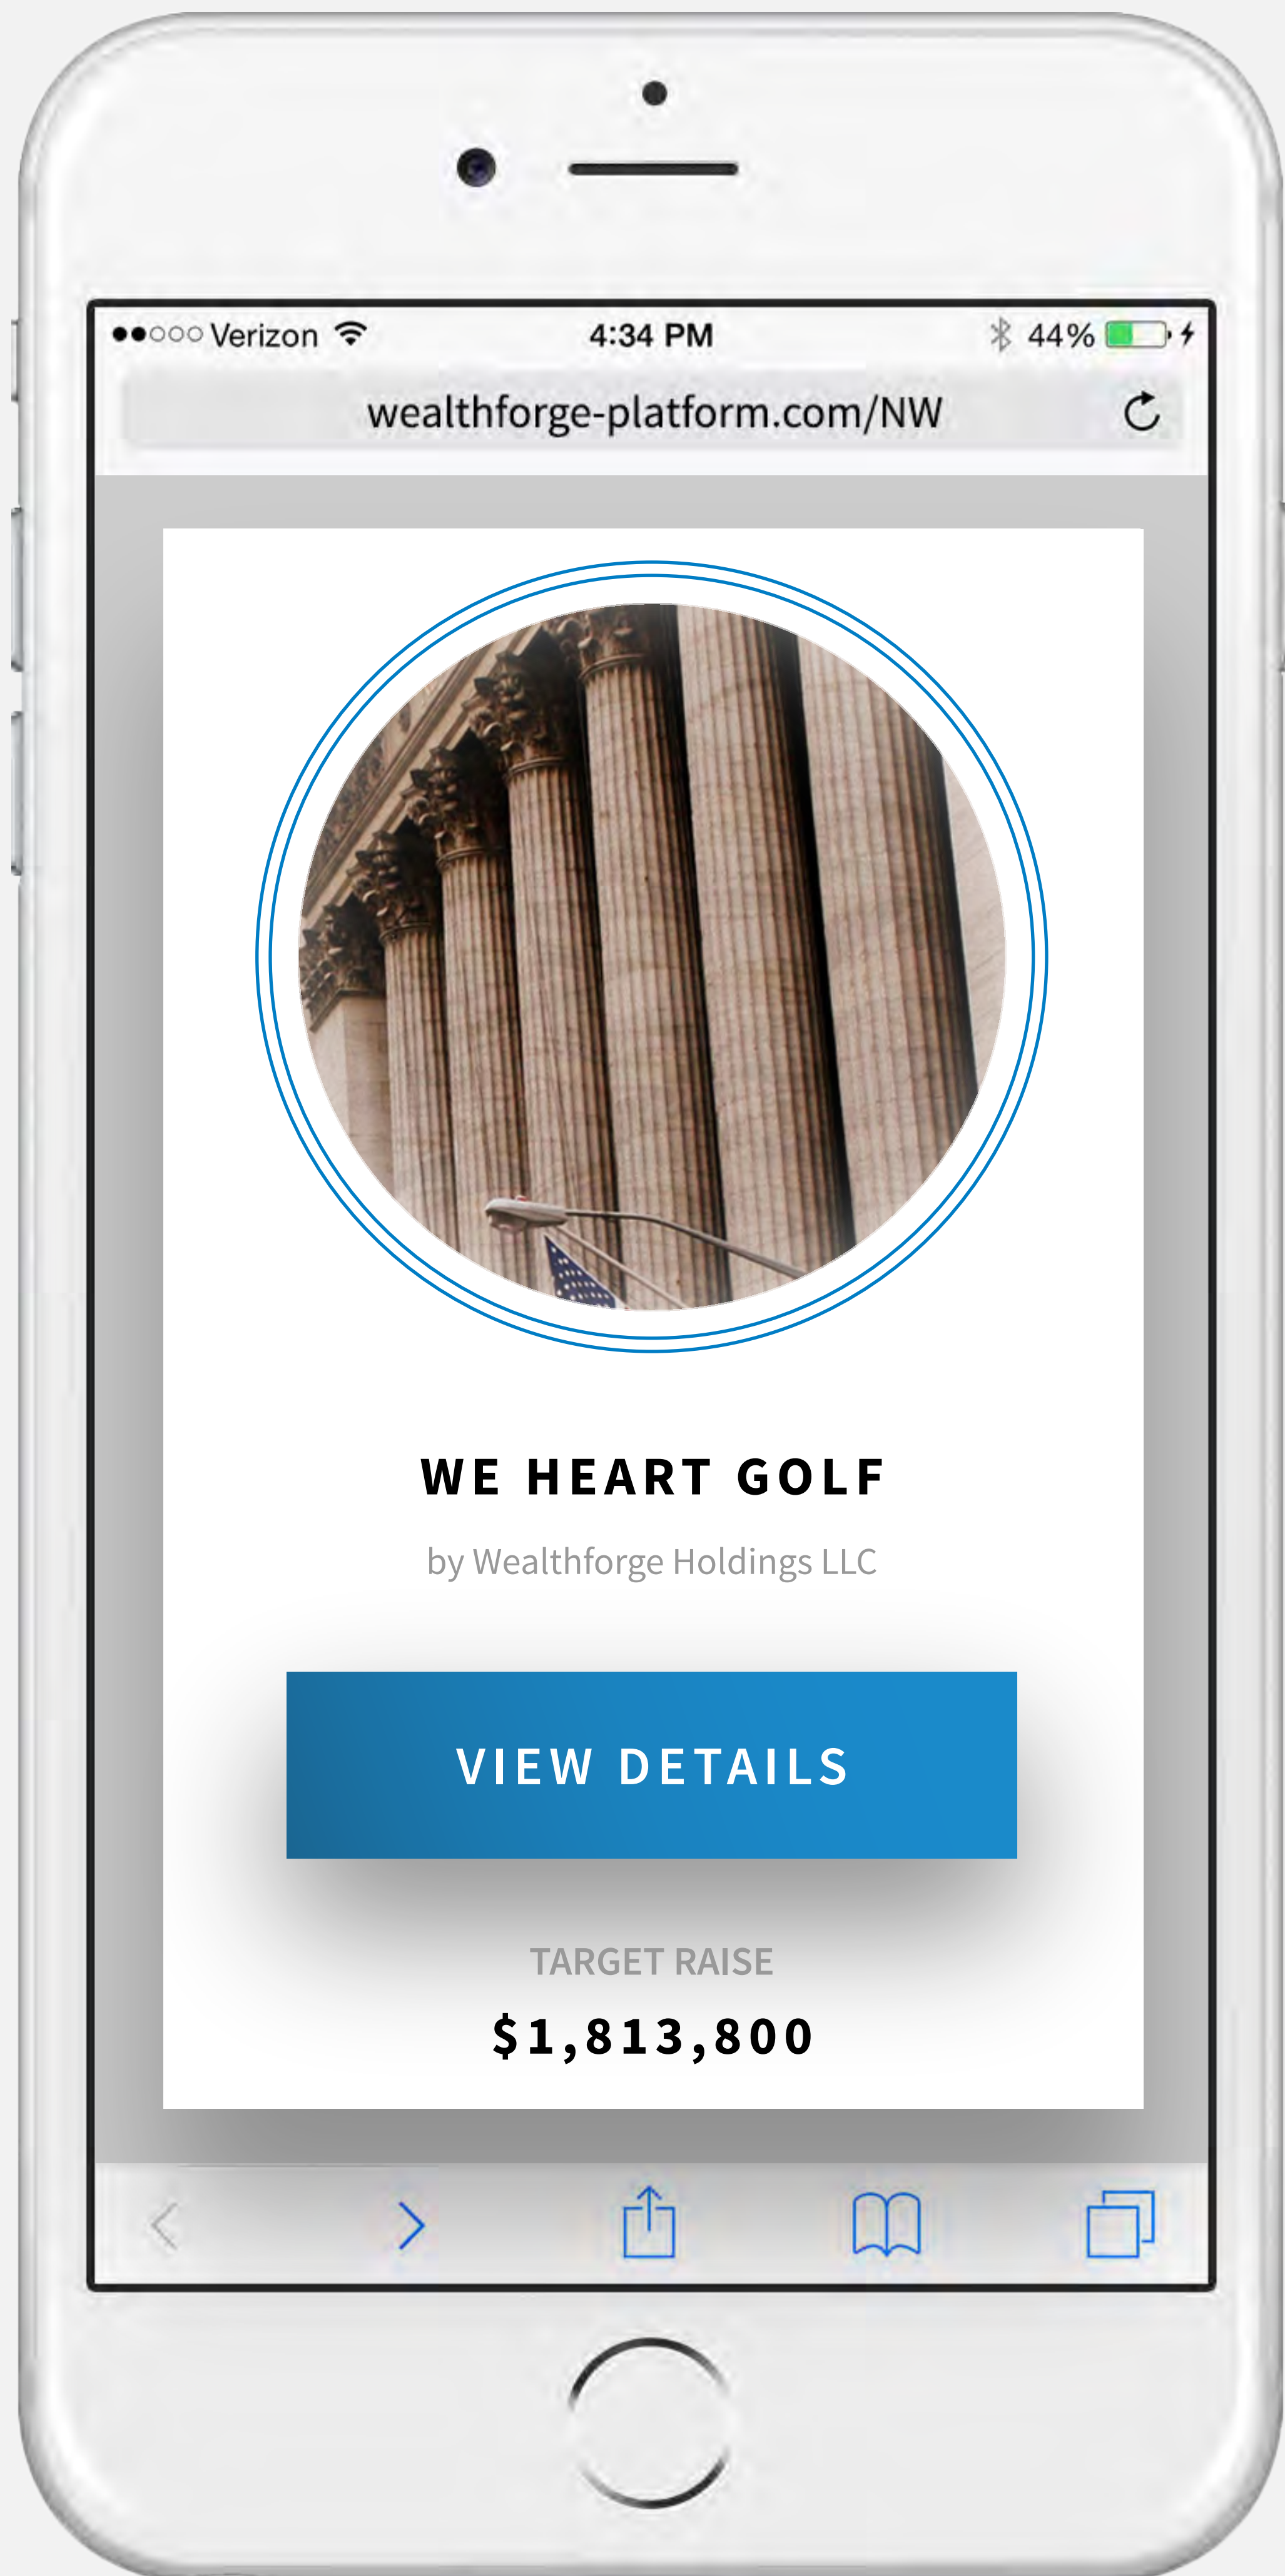 Verizon 4:34 PM 44%
wealthforge-platform.com/NW
WE HEART GOLF
by Wealthforge Holdings LLC
VIEW DETAILS
TARGET RAISE
$1,813,800